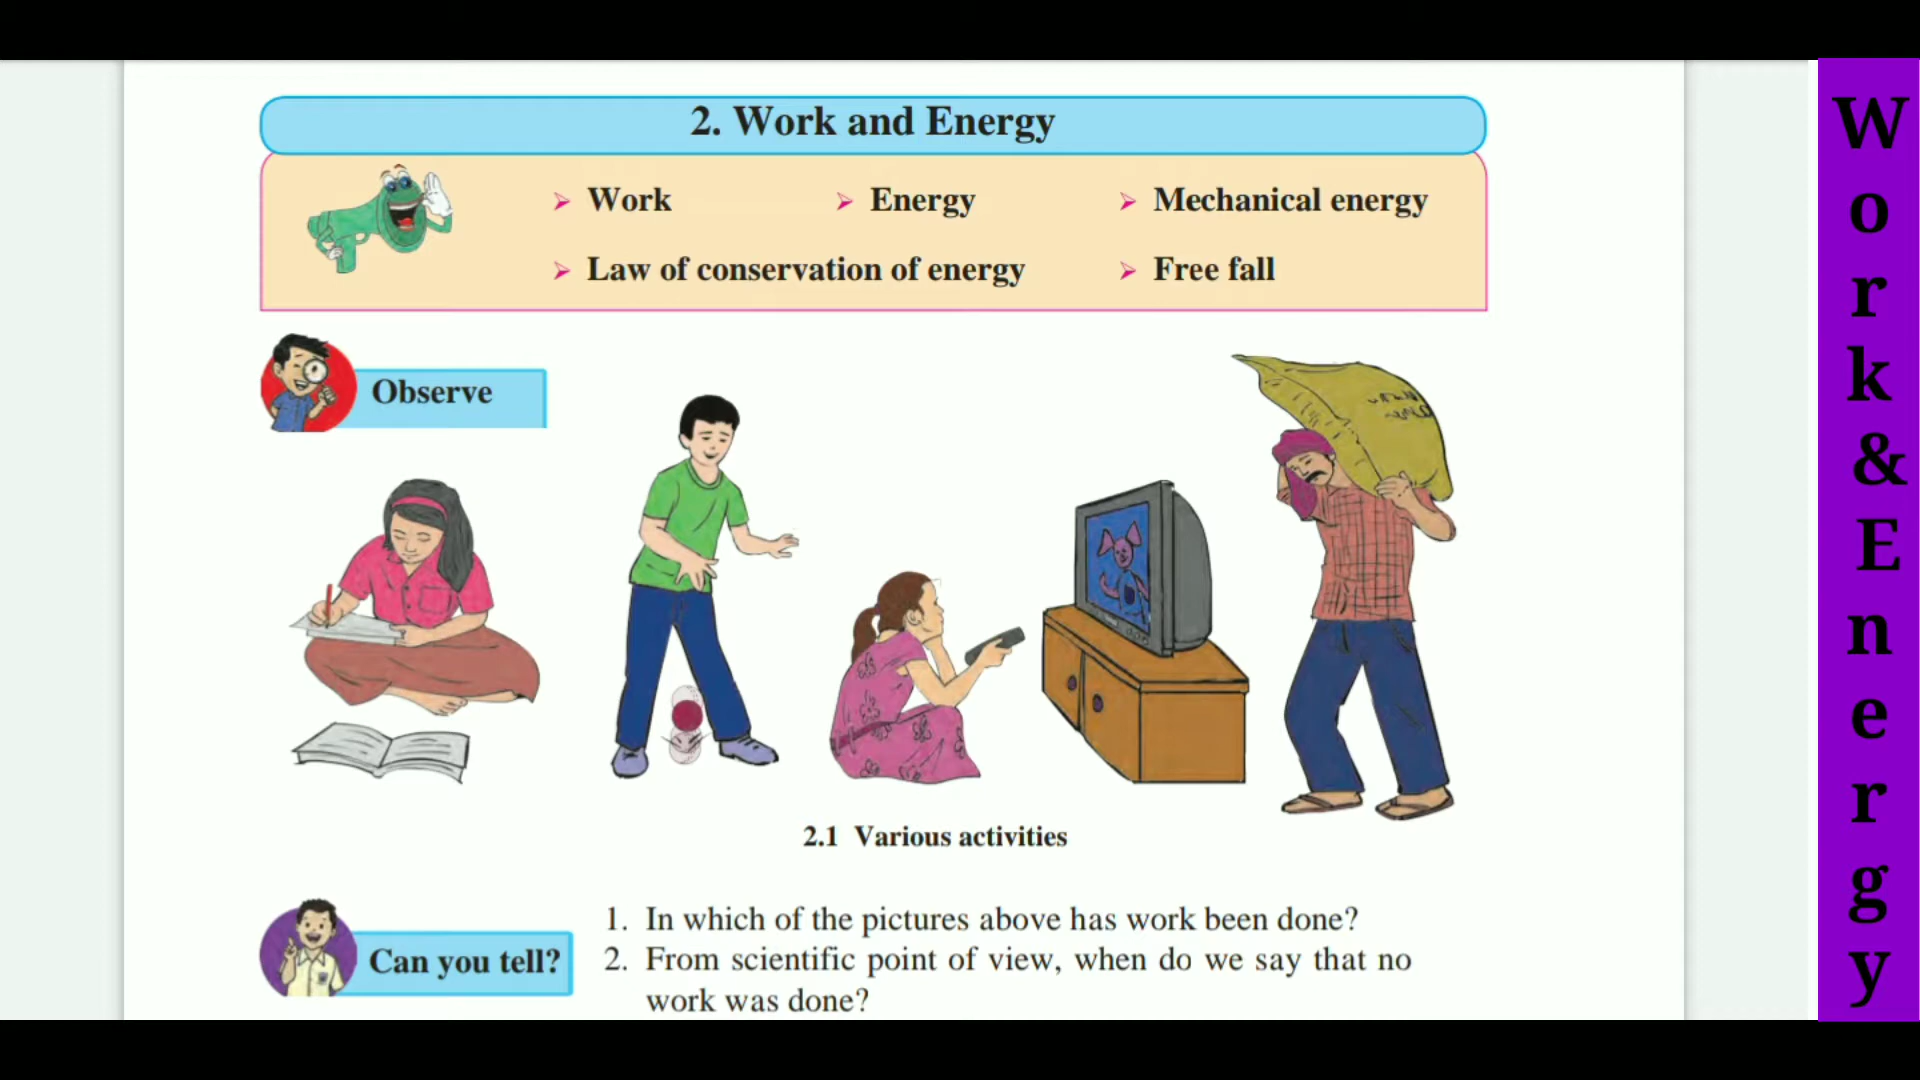 2. Work and Energy
Work
Energy
Mechanical energy
Law of conservation of energy
Free fall
Observe
2.1 Various activities
Can you tell?
1. In which of the pictures above has work been done?
2. From scientific point of view, when do we say that no
work was done?
Work&Energy